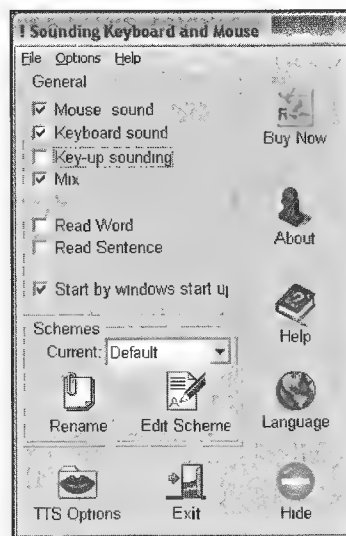 ! Sounding Keyboard and Mouse
File Options Help
General
Mouse sound
Keyboard sound
Key-up sounding
Mix
Read Word
Read Sentence
Start by windows start up
Buy Now
About
Help
Language
Schemes
Current: Default
Rename
Edit Scheme
TTS Options
Exit
Hide